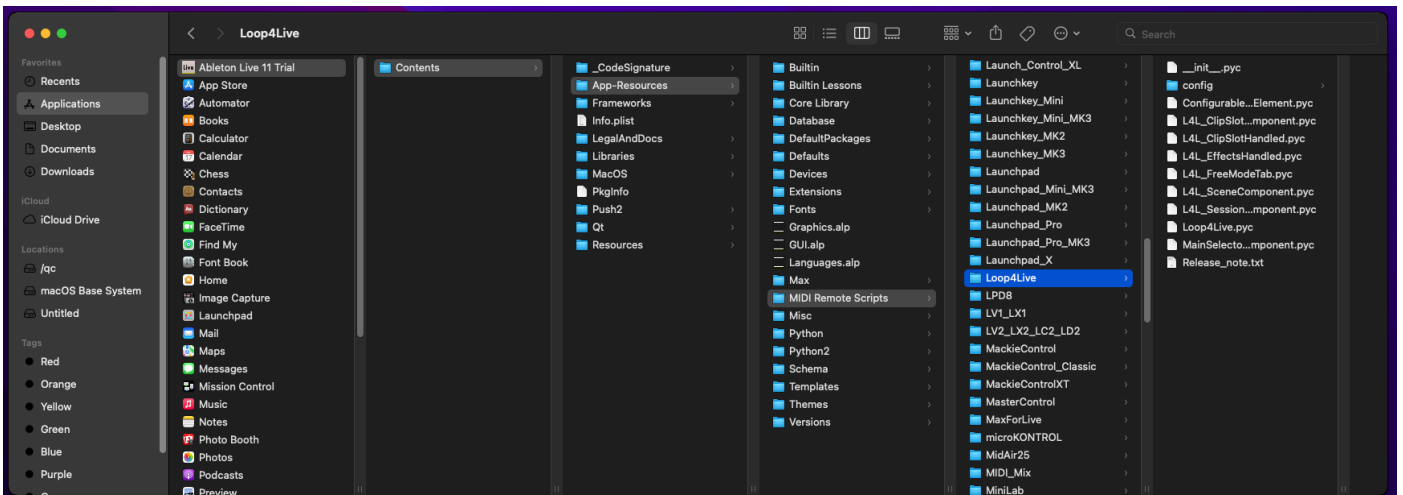 Loop4Live
Search
Favorites
Recents
Applications
Desktop
Documents
Downloads
iCloud
iCloud Drive
Locations
/qc
macOS Base System
Untitled
Tags
Red
Orange
Yellow
Green
Blue
Purple
Ableton Live 11 Trial
App Store
Automator
Books
Calculator
Calendar
Chess
Contacts
Dictionary
FaceTime
Find My
Font Book
Home
Image Capture
Launchpad
Mail
Maps
Messages
Mission Control
Music
Notes
Photo Booth
Photos
Podcasts
Preview
Contents
_CodeSignature
App-Resources
Frameworks
Info.plist
LegalAndDocs
Libraries
MacOS
PkgInfo
Push2
Qt
Resources
Builtin
Builtin Lessons
Core Library
Database
DefaultPackages
Defaults
Devices
Extensions
Fonts
Graphics.alp
GUI.alp
Languages.alp
Max
MIDI Remote Scripts
Misc
Python
Python2
Schema
Templates
Themes
Versions
Launch_Control_XL
Launchkey
Launchkey_Mini
Launchkey_Mini_MK3
Launchkey_MK2
Launchkey_MK3
Launchpad
Launchpad_Mini_MK3
Launchpad_MK2
Launchpad_Pro
Launchpad_Pro_MK3
Launchpad_X
Loop4Live
LPD8
LV1_LX1
LV2_LX2_LC2_LD2
MackieControl
MackieControl_Classic
MackieControlXT
MasterControl
MaxForLive
microKONTROL
MidAir25
MIDI_Mix
MiniLab
__init__.pyc
config
Configurable...Element.pyc
L4L_ClipSlot...mponent.pyc
L4L_ClipSlotHandled.pyc
L4L_EffectsHandled.pyc
L4L_FreeModeTab.pyc
L4L_SceneComponent.pyc
L4L_Session...mponent.pyc
Loop4Live.pyc
MainSelecto...mponent.pyc
Release_note.txt